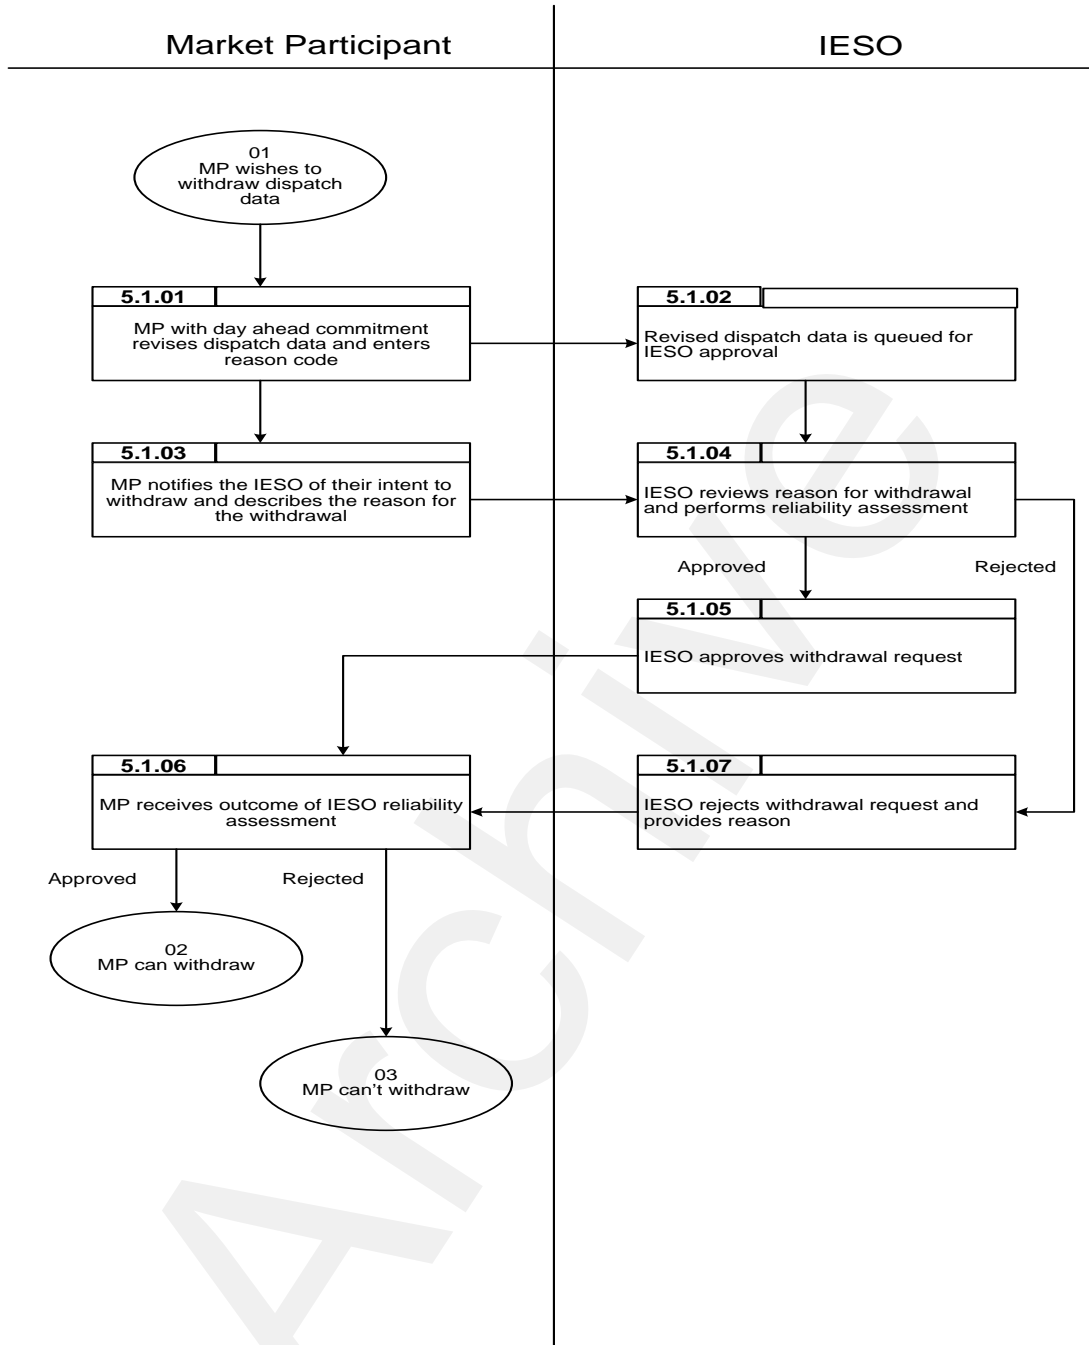 Market Participant
IESO
01
MP wishes to
withdraw dispatch
data
5.1.01
MP with day ahead commitment
revises dispatch data and enters
reason code
5.1.02
Revised dispatch data is queued for
IESO approval
5.1.03
MP notifies the IESO of their intent to
withdraw and describes the reason for
the withdrawal
5.1.04
IESO reviews reason for withdrawal
and performs reliability assessment
Approved
Rejected
5.1.05
IESO approves withdrawal request
5.1.06
MP receives outcome of IESO reliability
assessment
5.1.07
IESO rejects withdrawal request and
provides reason
Approved
Rejected
02
MP can withdraw
03
MP can't withdraw
Archive